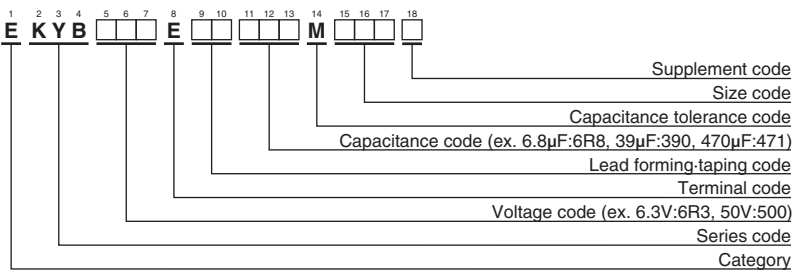 1 2 3 4 5 6 7 8 9 10 11 12 13 14 15 16 17 18
E KYB E M
Supplement code
Size code
Capacitance tolerance code
Capacitance code (ex. 6.8μF:6R8, 39μF:390, 470μF:471)
Lead forming·taping code
Terminal code
Voltage code (ex. 6.3V:6R3, 50V:500)
Series code
Category